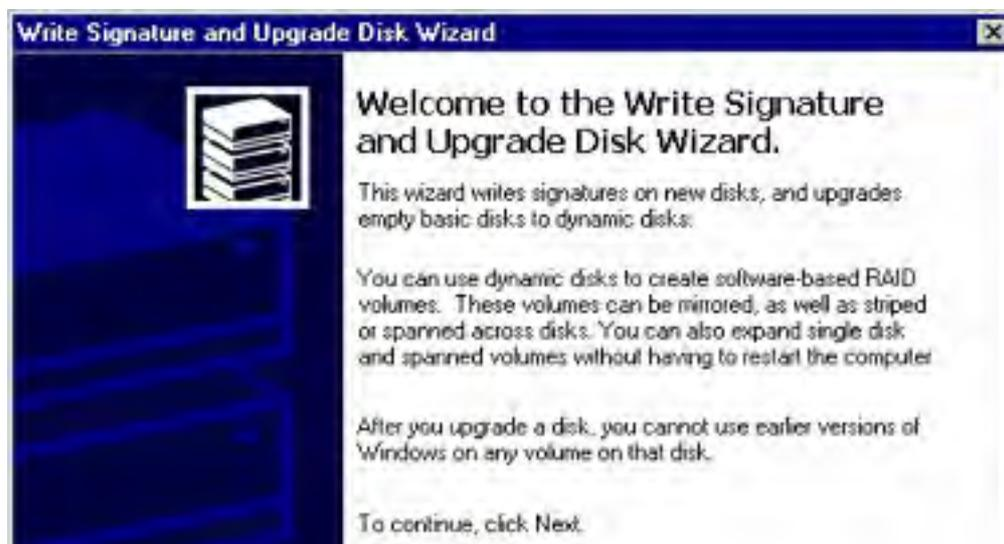 Write Signature and Upgrade Disk Wizard
Welcome to the Write Signature
and Upgrade Disk Wizard.
This wizard writes signatures on new disks, and upgrades
empty basic disks to dynamic disks.
You can use dynamic disks to create software-based RAID
volumes. These volumes can be mirrored, as well as striped
or spanned across disks. You can also expand single disk
and spanned volumes without having to restart the computer
After you upgrade a disk, you cannot use earlier versions of
Windows on any volume on that disk.
To continue, click Next.